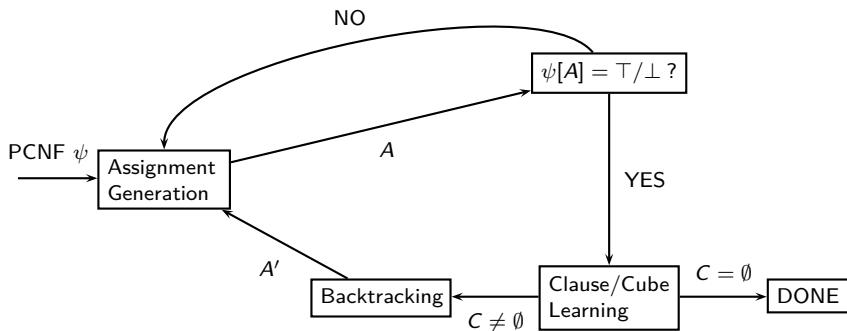 NO
ψ[A] = ⊤/⊥ ?
PCNF ψ
Assignment
Generation
A
YES
A′
Backtracking
C ≠ ∅
Clause/Cube
Learning
C = ∅
DONE